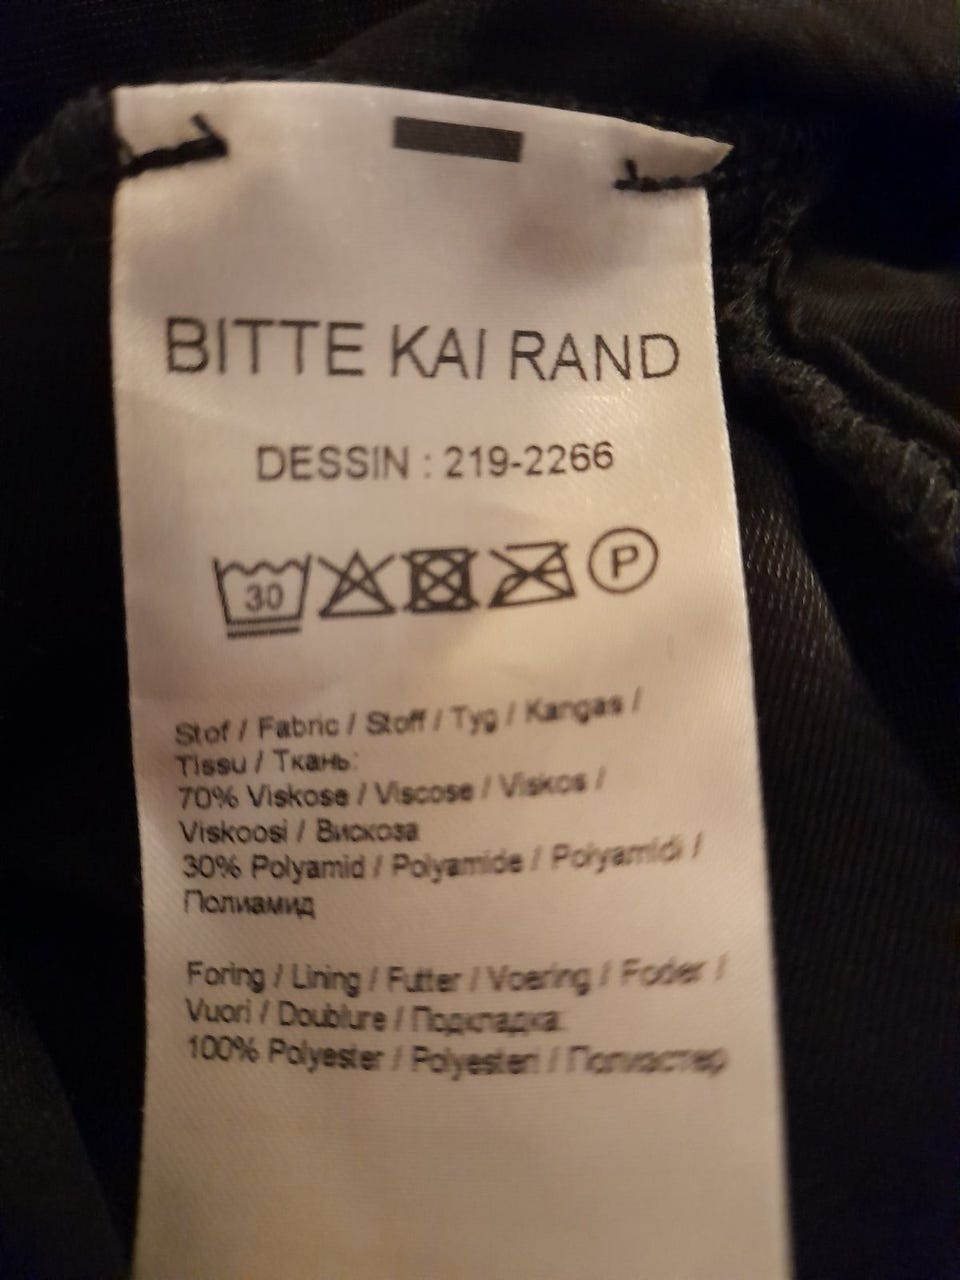 BITTE KAI RAND
DESSIN : 219-2266
30 P
Stof / Fabric / Stoff / Tyg / Kangas /
Tissu / Ткань:
70% Viskose / Viscose / Viskos /
Viskoosi / Вискоза
30% Polyamid / Polyamide / Polyamidi /
Полиамид
Foring / Lining / Futter / Voering / Foder /
Vuori / Doublure / Подкладка:
100% Polyester / Polyesteri / Полиэстер